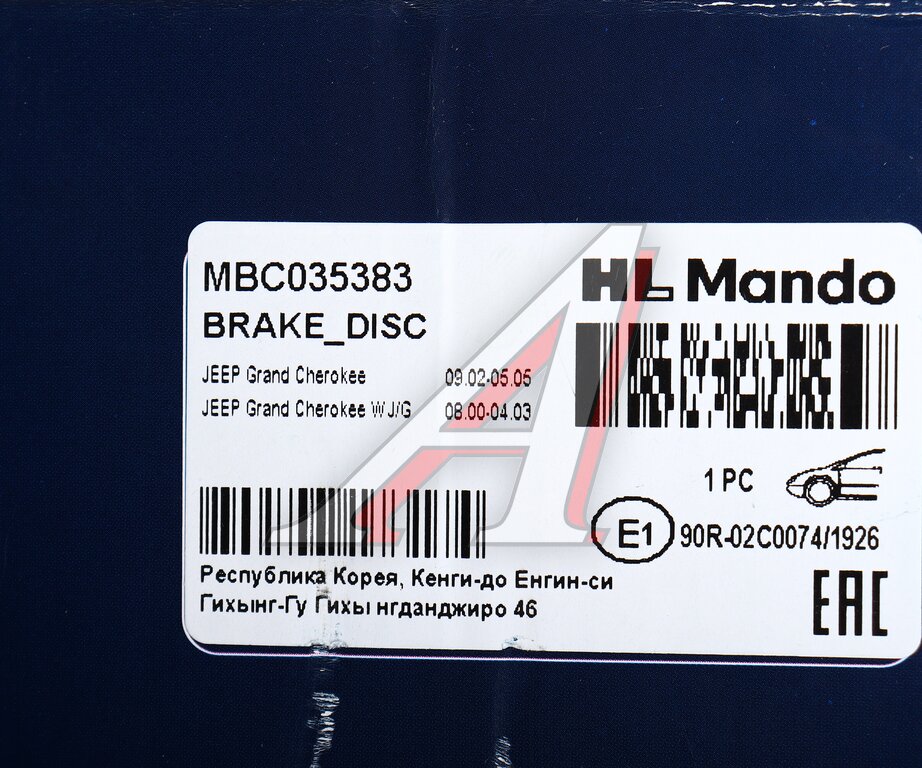 MBC035383
HL Mando
BRAKE_DISC
JEEP Grand Cherokee 09.02-05.05
JEEP Grand Cherokee WJ/G 08.00-04.03
1 PC
E1 90R-02C0074/1926
Республика Корея, Кенги-до Енгин-си
Гихынг-Гу Гихы нгданджиро 46
EAC